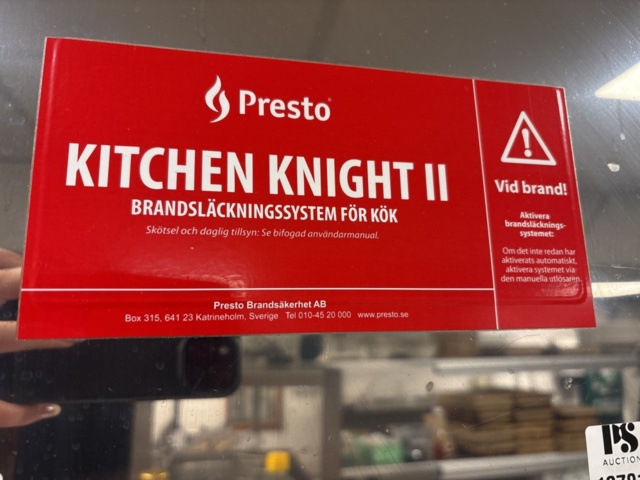 Presto
KITCHEN KNIGHT II
BRANDSLÄCKNINGSSYSTEM FÖR KÖK
Skötsel och daglig tillsyn: Se bifogad användarmanual.
Presto Brandsäkerhet AB
Box 315, 641 23 Katrineholm, Sverige Tel 010-45 20 000 www.presto.se
Vid brand!
Aktivera
brandsläcknings-
systemet:
Om det inte redan har
aktiverats automatiskt,
aktivera systemet via
den manuella utlösaren.
PS
AUCTION